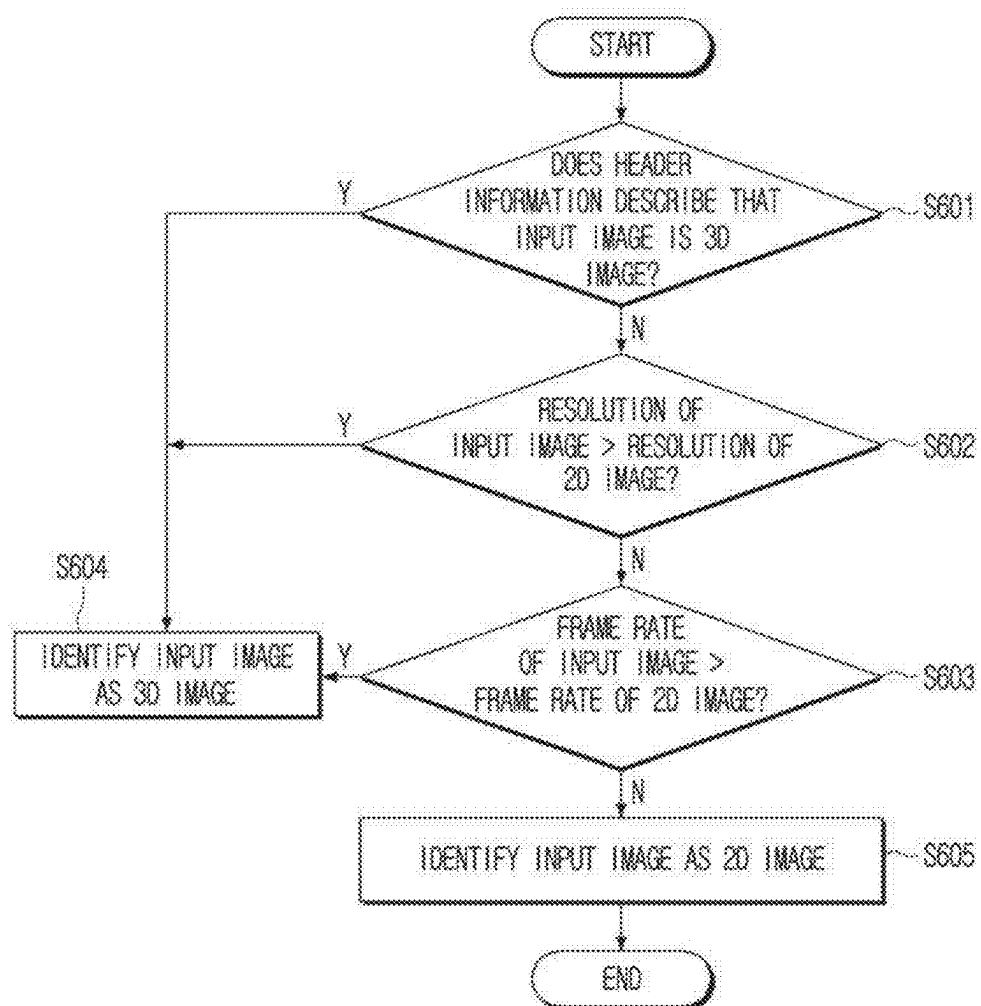 START
DOES HEADER
INFORMATION DESCRIBE THAT
INPUT IMAGE IS 3D
IMAGE?
Y
S601
N
RESOLUTION OF
INPUT IMAGE > RESOLUTION OF
2D IMAGE?
Y
S602
N
S604
IDENTIFY INPUT IMAGE
AS 3D IMAGE
Y
FRAME RATE
OF INPUT IMAGE >
FRAME RATE OF 2D IMAGE?
S603
N
IDENTIFY INPUT IMAGE AS 2D IMAGE
S605
END